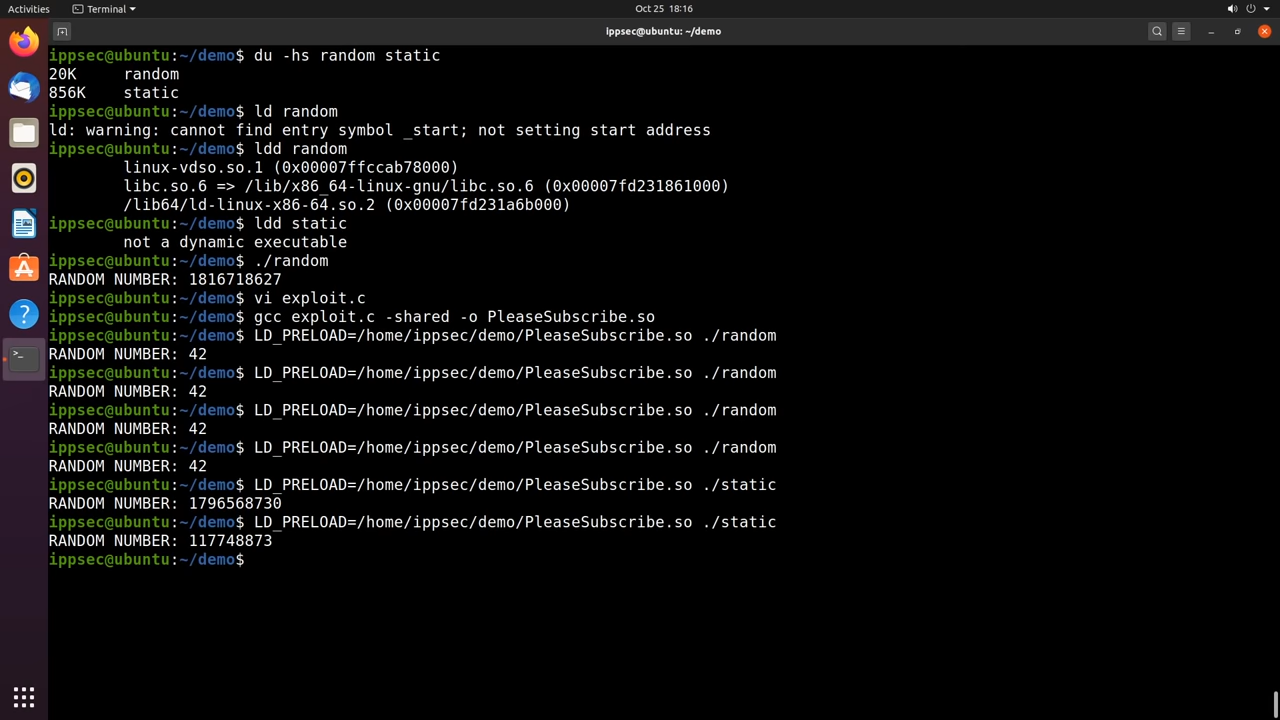 Activities
Terminal
Oct 25 18:16
ippsec@ubuntu: ~/demo
ippsec@ubuntu:~/demo$ du -hs random static
20K     random
856K    static
ippsec@ubuntu:~/demo$ ld random
ld: warning: cannot find entry symbol _start; not setting start address
ippsec@ubuntu:~/demo$ ldd random
        linux-vdso.so.1 (0x00007ffccab78000)
        libc.so.6 => /lib/x86_64-linux-gnu/libc.so.6 (0x00007fd231861000)
        /lib64/ld-linux-x86-64.so.2 (0x00007fd231a6b000)
ippsec@ubuntu:~/demo$ ldd static
        not a dynamic executable
ippsec@ubuntu:~/demo$ ./random
RANDOM NUMBER: 1816718627
ippsec@ubuntu:~/demo$ vi exploit.c
ippsec@ubuntu:~/demo$ gcc exploit.c -shared -o PleaseSubscribe.so
ippsec@ubuntu:~/demo$ LD_PRELOAD=/home/ippsec/demo/PleaseSubscribe.so ./random
RANDOM NUMBER: 42
ippsec@ubuntu:~/demo$ LD_PRELOAD=/home/ippsec/demo/PleaseSubscribe.so ./random
RANDOM NUMBER: 42
ippsec@ubuntu:~/demo$ LD_PRELOAD=/home/ippsec/demo/PleaseSubscribe.so ./random
RANDOM NUMBER: 42
ippsec@ubuntu:~/demo$ LD_PRELOAD=/home/ippsec/demo/PleaseSubscribe.so ./random
RANDOM NUMBER: 42
ippsec@ubuntu:~/demo$ LD_PRELOAD=/home/ippsec/demo/PleaseSubscribe.so ./static
RANDOM NUMBER: 1796568730
ippsec@ubuntu:~/demo$ LD_PRELOAD=/home/ippsec/demo/PleaseSubscribe.so ./static
RANDOM NUMBER: 117748873
ippsec@ubuntu:~/demo$